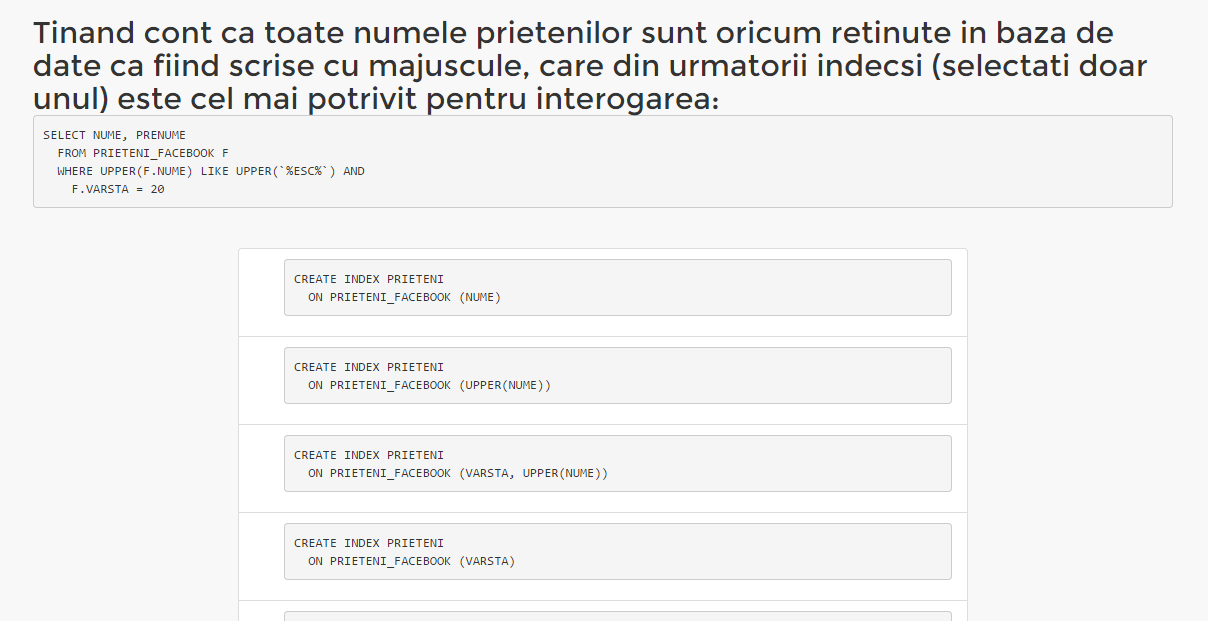 Tinand cont ca toate numele prietenilor sunt oricum retinute in baza de
date ca fiind scrise cu majuscule, care din urmatorii indecsi (selectati doar
unul) este cel mai potrivit pentru interogarea:
SELECT NUME, PRENUME
FROM PRIETENI_FACEBOOK F
WHERE UPPER(F.NUME) LIKE UPPER(`%ESC%`) AND
F.VARSTA = 20
CREATE INDEX PRIETENI
ON PRIETENI_FACEBOOK (NUME)
CREATE INDEX PRIETENI
ON PRIETENI_FACEBOOK (UPPER(NUME))
CREATE INDEX PRIETENI
ON PRIETENI_FACEBOOK (VARSTA, UPPER(NUME))
CREATE INDEX PRIETENI
ON PRIETENI_FACEBOOK (VARSTA)